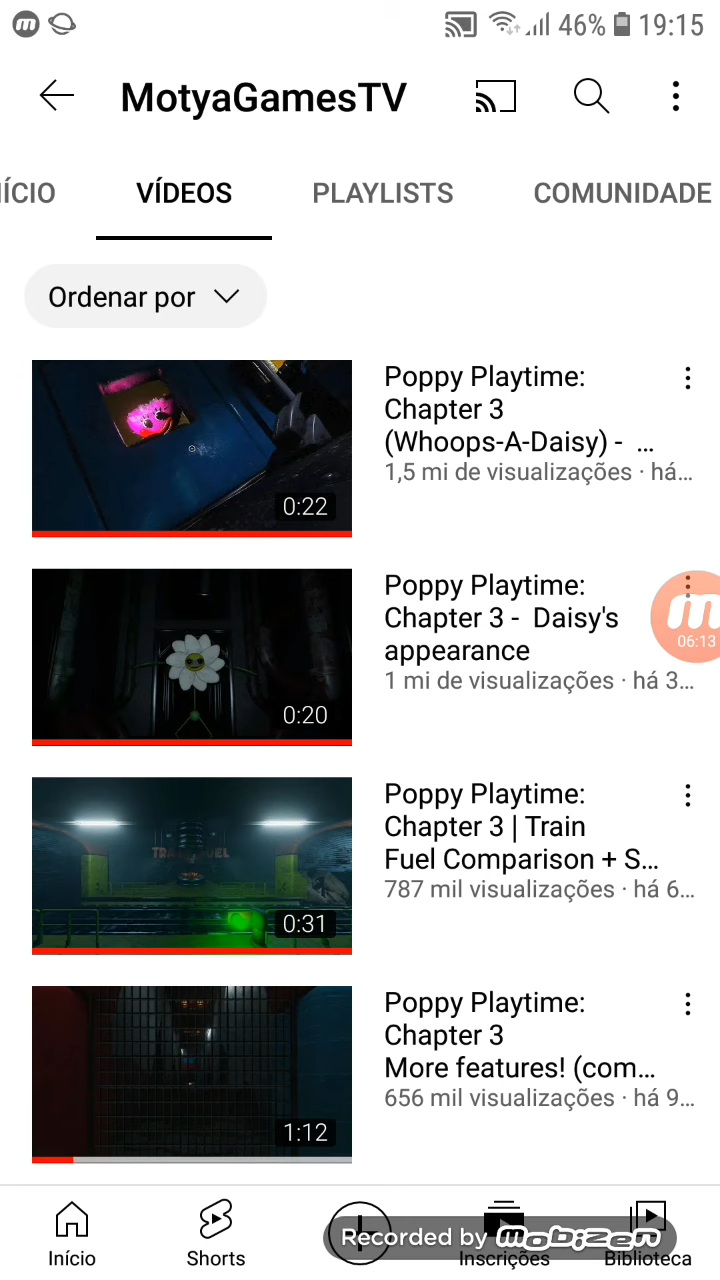 46% 19:15
MotyaGamesTV
ÍCIO VÍDEOS PLAYLISTS COMUNIDADE
Ordenar por
Poppy Playtime:
Chapter 3
(Whoops-A-Daisy) - ...
1,5 mi de visualizações · há...
0:22
Poppy Playtime:
Chapter 3 - Daisy's
appearance
1 mi de visualizações · há 3...
0:20
m
06:13
Poppy Playtime:
Chapter 3 | Train
Fuel Comparison + S...
787 mil visualizações · há 6...
0:31
Poppy Playtime:
Chapter 3
More features! (com...
656 mil visualizações · há 9...
1:12
Recorded by mobizen
Início Shorts Inscrições Biblioteca